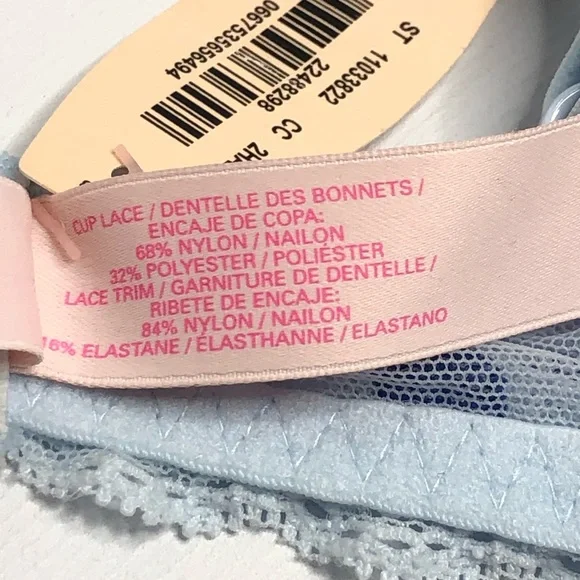 0667535656494
22488298
ST 11033822
CC
CUP LACE / DENTELLE DES BONNETS /
ENCAJE DE COPA:
68% NYLON / NAILON
32% POLYESTER / POLIÉSTER
LACE TRIM / GARNITURE DE DENTELLE /
RIBETE DE ENCAJE:
84% NYLON / NAILON
16% ELASTANE / ÉLASTHANNE / ELASTANO